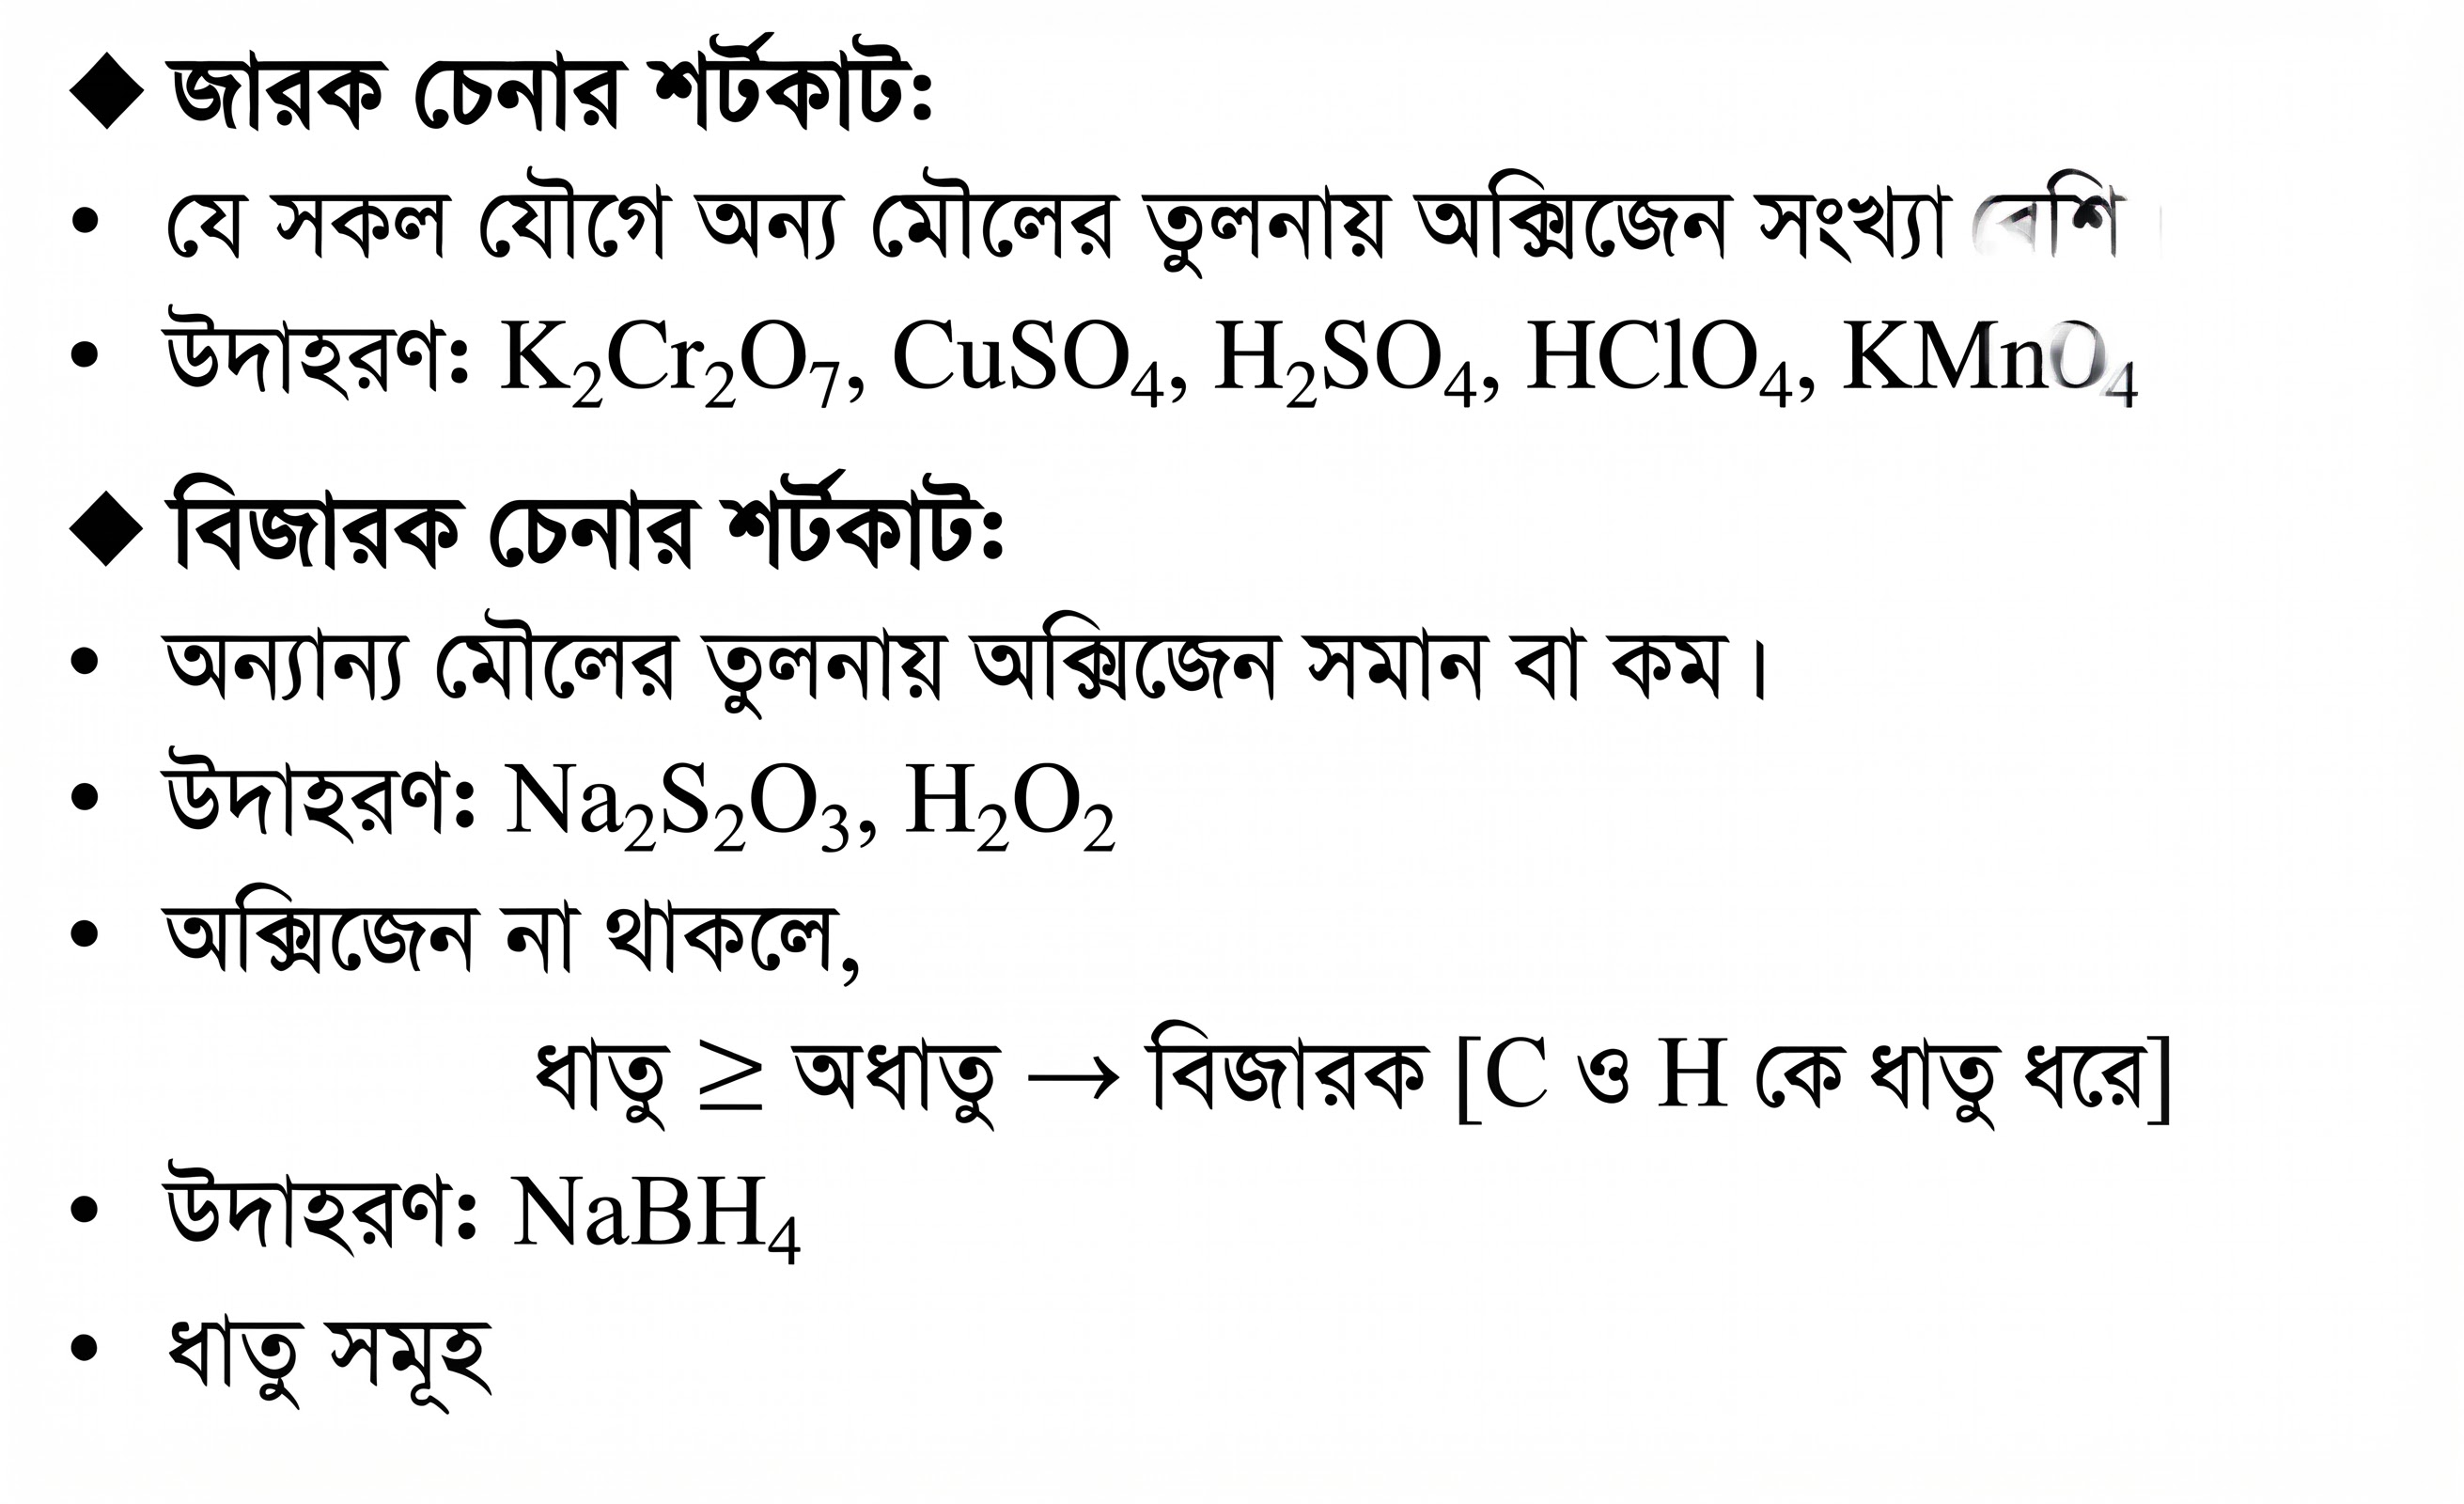 ◆ জারক চেনার শর্টকাট:
• যে সকল যৌগে অন্য মৌলের তুলনায় অক্সিজেন সংখ্যা বেশি
• উদাহরণ: K₂Cr₂O₇, CuSO₄, H₂SO₄, HClO₄, KMnO₄
◆ বিজারক চেনার শর্টকাট:
• অন্যান্য মৌলের তুলনায় অক্সিজেন সমান বা কম।
• উদাহরণ: Na₂S₂O₃, H₂O₂
• অক্সিজেন না থাকলে,
ধাতু ≥ অধাতু → বিজারক [C ও H কে ধাতু ধরে]
• উদাহরণ: NaBH₄
• ধাতু সমূহ